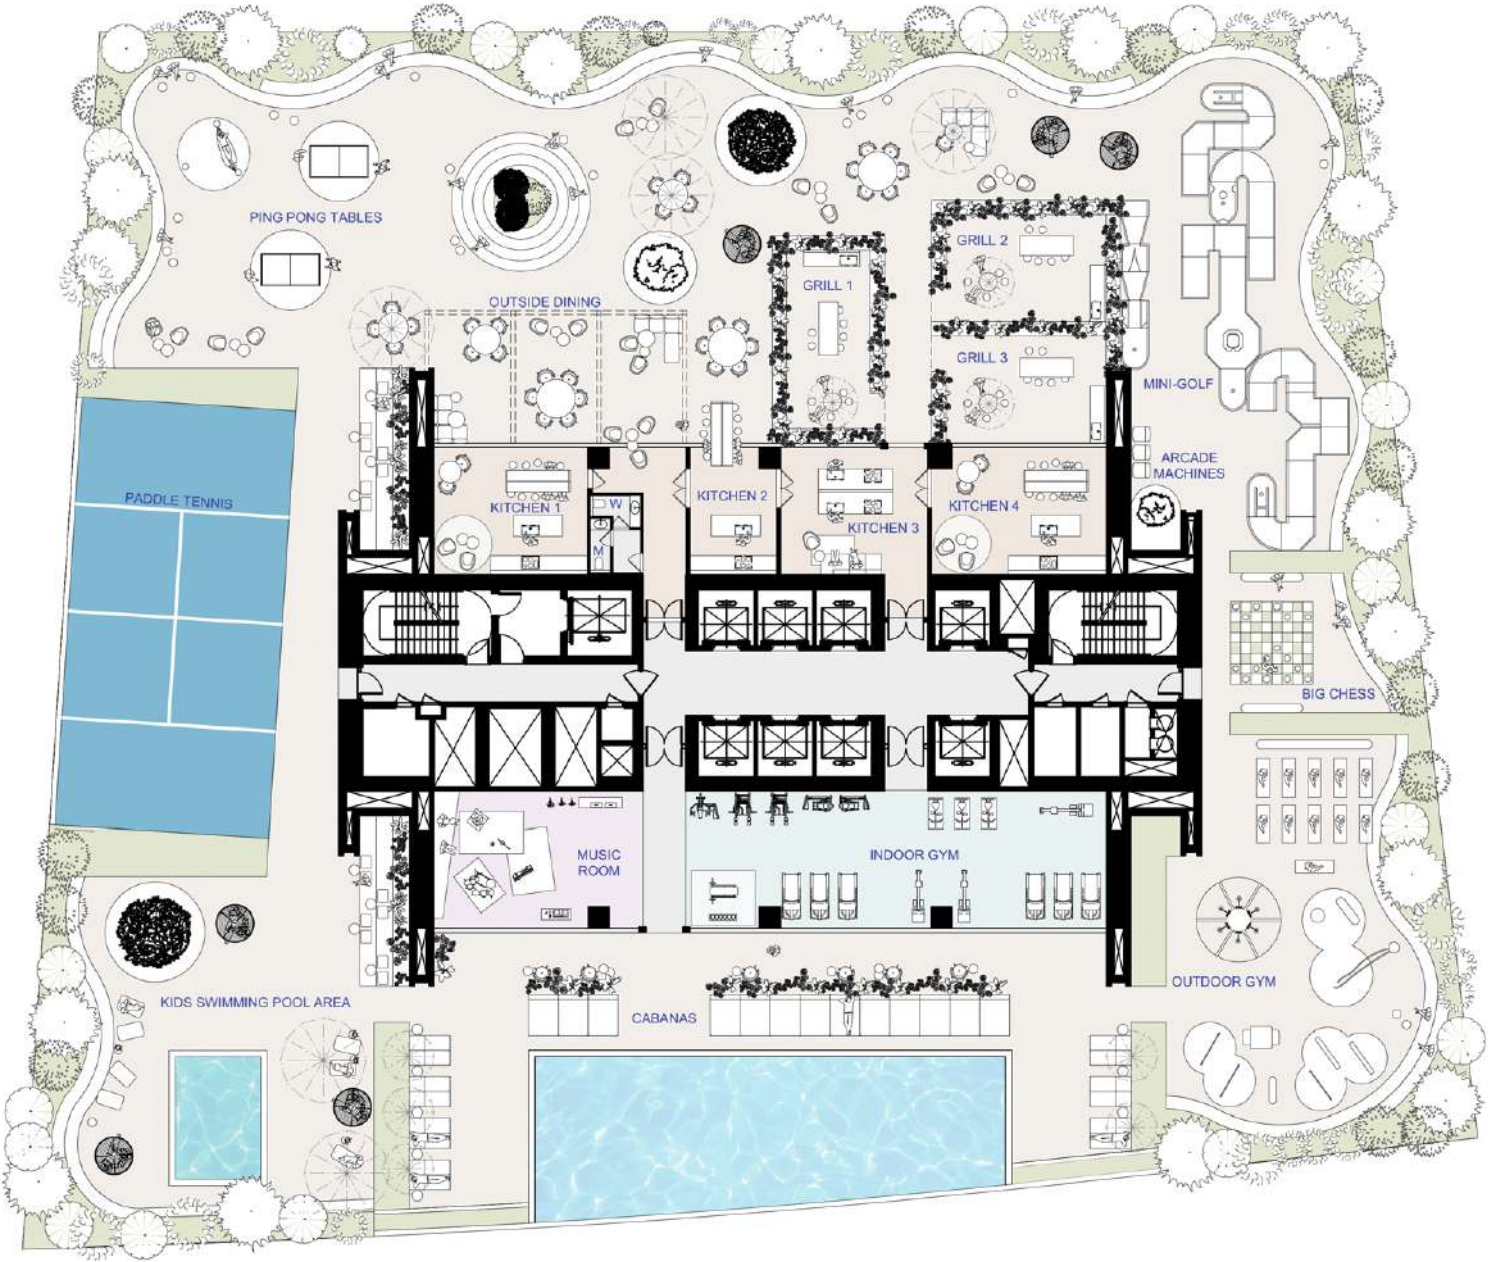 PING PONG TABLES
OUTSIDE DINING
GRILL 1
GRILL 2
GRILL 3
MINI-GOLF
ARCADE
MACHINES
PADDLE TENNIS
KITCHEN 1
W
M
KITCHEN 2
KITCHEN 3
KITCHEN 4
BIG CHESS
MUSIC
ROOM
INDOOR GYM
OUTDOOR GYM
KIDS SWIMMING POOL AREA
CABANAS